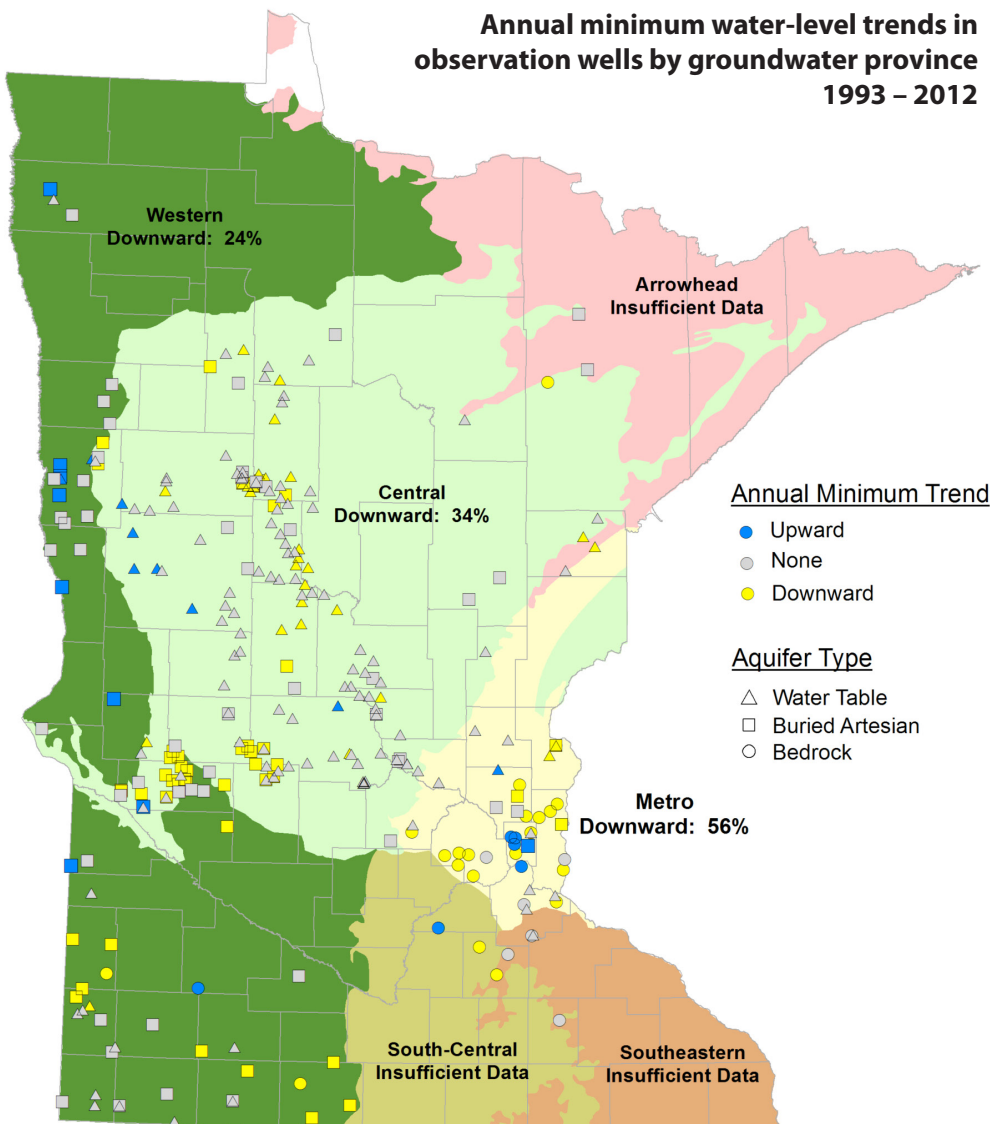 Annual minimum water-level trends in
observation wells by groundwater province
1993 – 2012
Western
Downward: 24%
Arrowhead
Insufficient Data
Central
Downward: 34%
Annual Minimum Trend
Upward
None
Downward
Aquifer Type
Water Table
Buried Artesian
Bedrock
Metro
Downward: 56%
South-Central
Insufficient Data
Southeastern
Insufficient Data